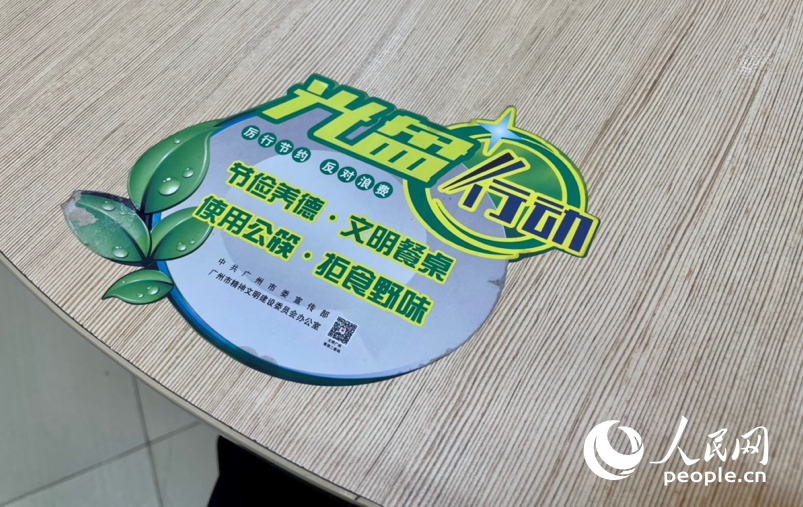 光盘行动
厉行节约 反对浪费
节俭养德·文明餐桌
使用公筷·拒食野味
中共广州市委宣传部
广州市精神文明建设委员会办公室
人民网
people.cn